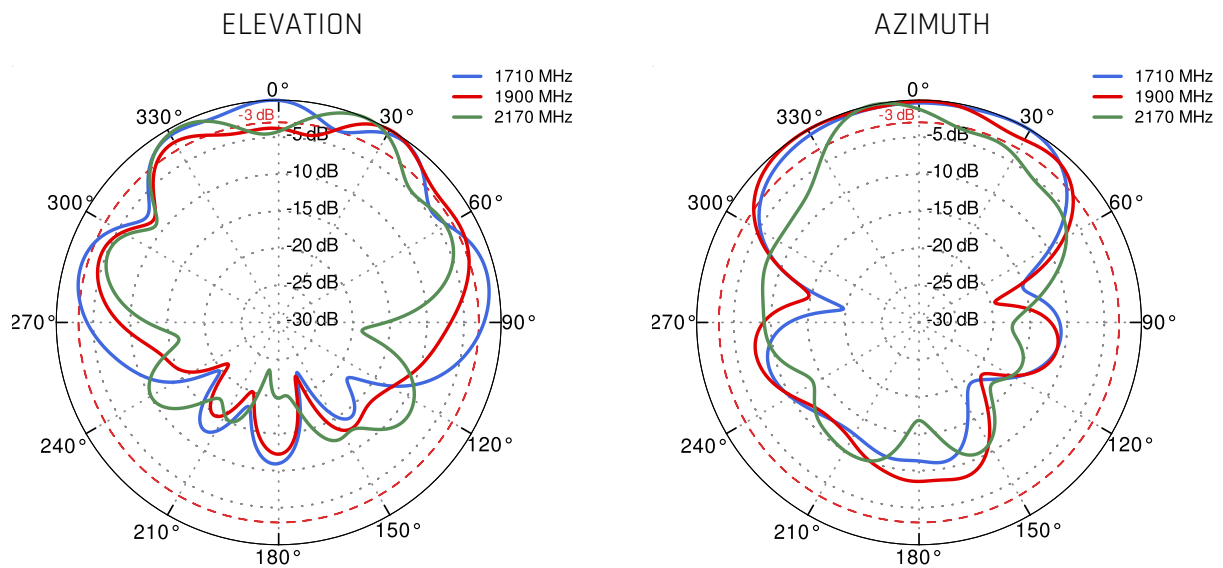 ELEVATION
1710 MHz
1900 MHz
2170 MHz
0°
330°
-3 dB
30°
-5 dB
-10 dB
300°
60°
-15 dB
-20 dB
-25 dB
270°
-30 dB
90°
240°
120°
210°
150°
180°
AZIMUTH
1710 MHz
1900 MHz
2170 MHz
0°
330°
-3 dB
30°
-5 dB
-10 dB
300°
60°
-15 dB
-20 dB
-25 dB
270°
-30 dB
90°
240°
120°
210°
150°
180°